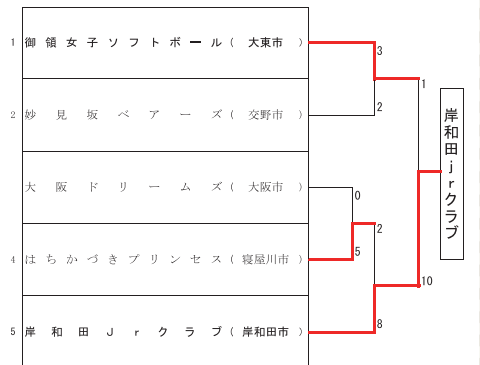 1 御領女子ソフトボール（ 大東市 ）
2 妙見坂ベアーズ（ 交野市 ）
大阪ドリームズ（ 大阪市 ）
4 はちかづきプリンセス（ 寝屋川市 ）
5 岸和田Jrクラブ（ 岸和田市 ）
3
2
0
5
2
8
1
10
岸和田jrクラブ